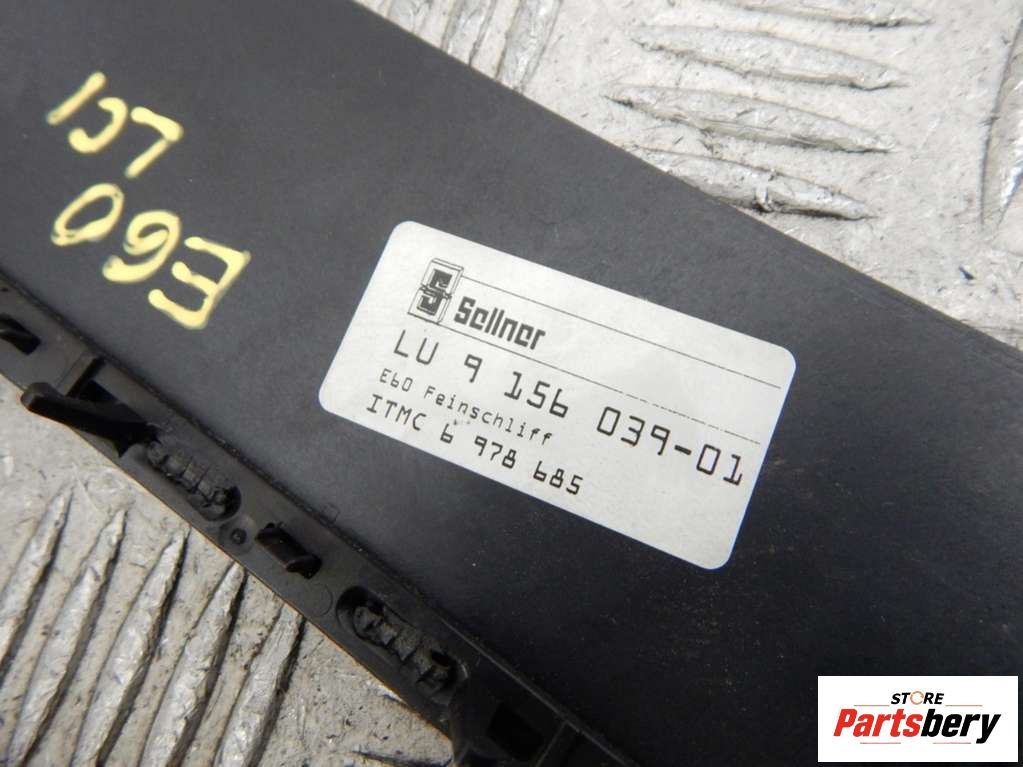 LCI
E60
Sellner
LU 9 156 039-01
E60 Feinschliff
ITMC 6 978 685
STORE
Partsbery